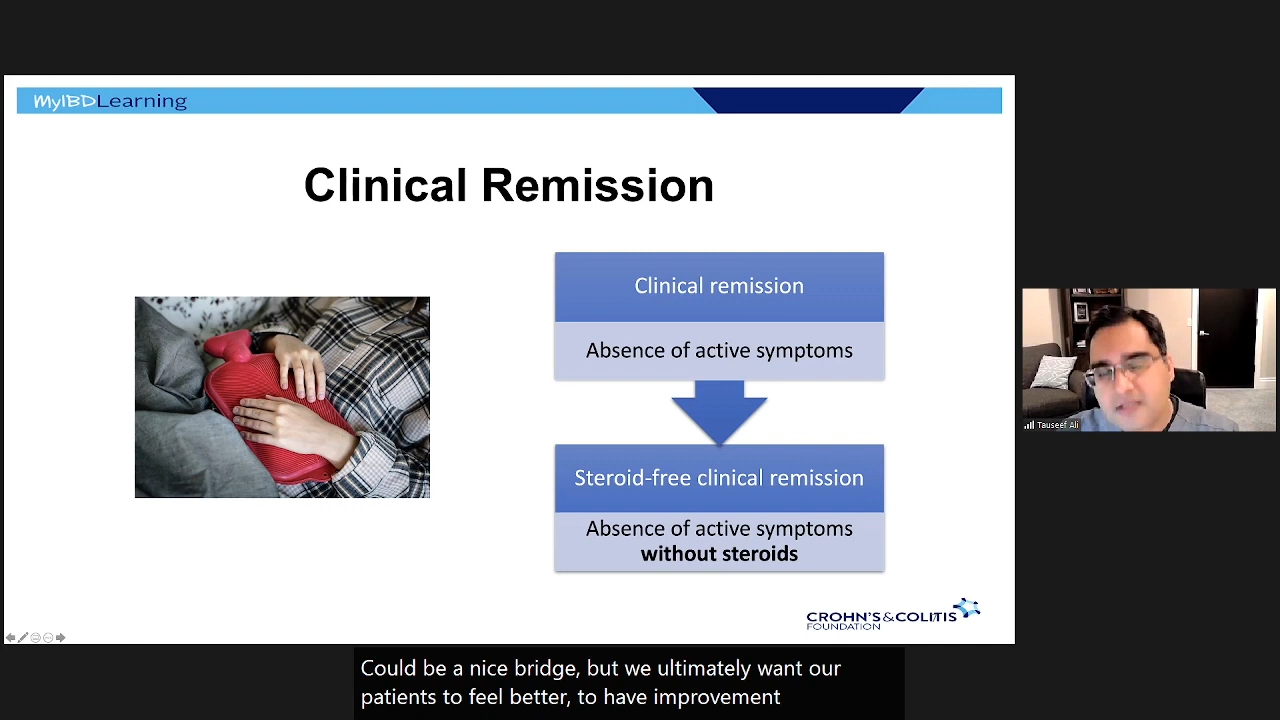 MyIBDLearning
Clinical Remission
Clinical remission
Absence of active symptoms
Steroid-free clinical remission
Absence of active symptoms
without steroids
CROHN'S & COLITIS
FOUNDATION
Tauseef Ali
Could be a nice bridge, but we ultimately want our
patients to feel better, to have improvement